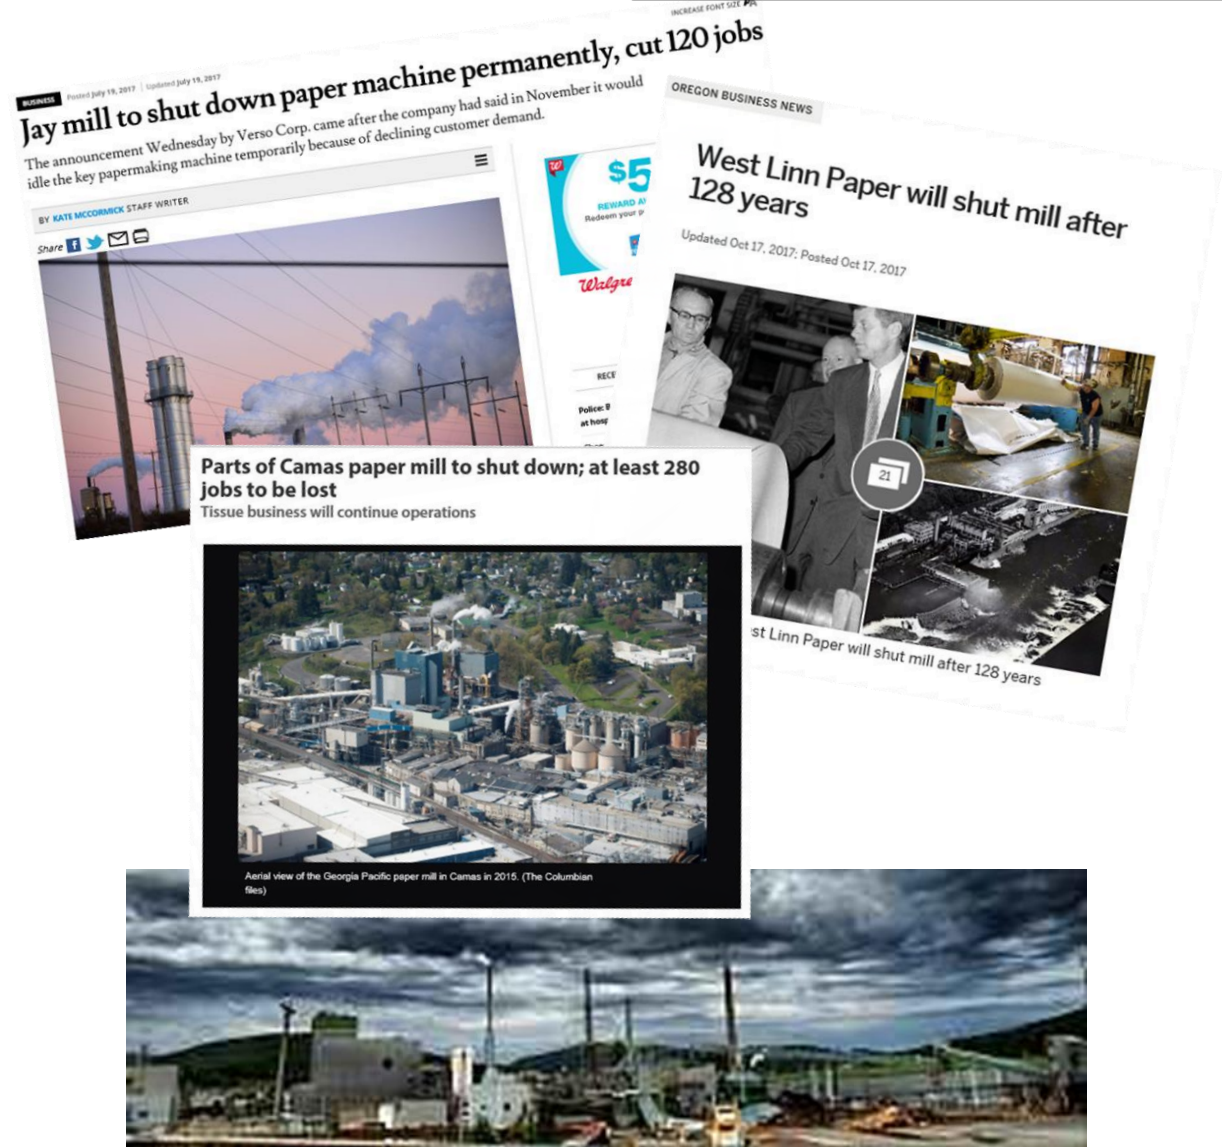 INCREASE FONT SIZE AA
BUSINESS Posted July 19, 2017 | Updated July 19, 2017
Jay mill to shut down paper machine permanently, cut 120 jobs
The announcement Wednesday by Verso Corp. came after the company had said in November it would
idle the key papermaking machine temporarily because of declining customer demand.
BY KATE MCCORMICK STAFF WRITER
Share
$5
REWARD
Redeem your
Walgre
RECE
Police:
at hosp
OREGON BUSINESS NEWS
West Linn Paper will shut mill after
128 years
Updated Oct 17, 2017; Posted Oct 17, 2017
21
st Linn Paper will shut mill after 128 years
Parts of Camas paper mill to shut down; at least 280
jobs to be lost
Tissue business will continue operations
Aerial view of the Georgia Pacific paper mill in Camas in 2015. (The Columbian
files)